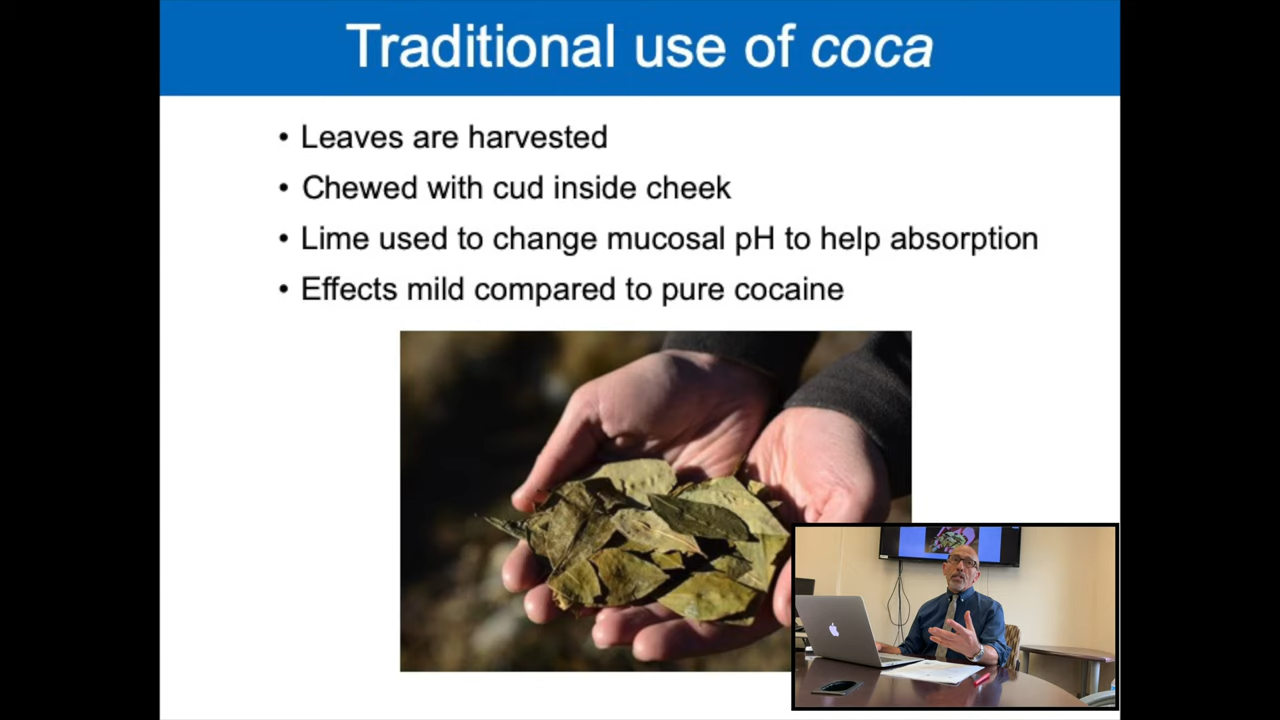 Traditional use of coca
• Leaves are harvested
• Chewed with cud inside cheek
• Lime used to change mucosal pH to help absorption
• Effects mild compared to pure cocaine